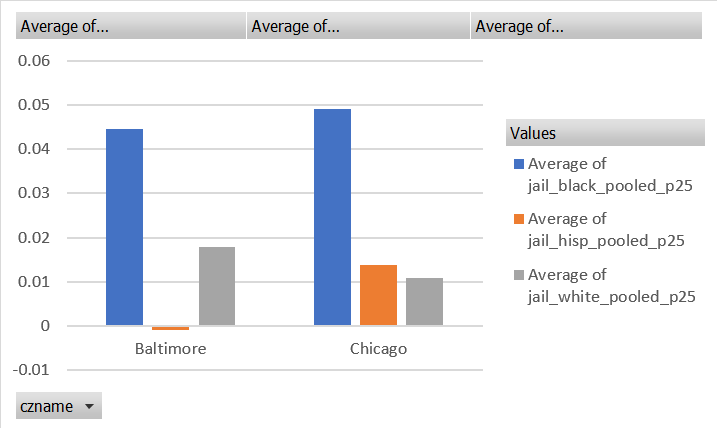 Average of... Average of... Average of...
0.06
0.05
0.04
0.03
0.02
0.01
0
-0.01
Baltimore Chicago
Values
Average of
jail_black_pooled_p25
Average of
jail_hisp_pooled_p25
Average of
jail_white_pooled_p25
czname